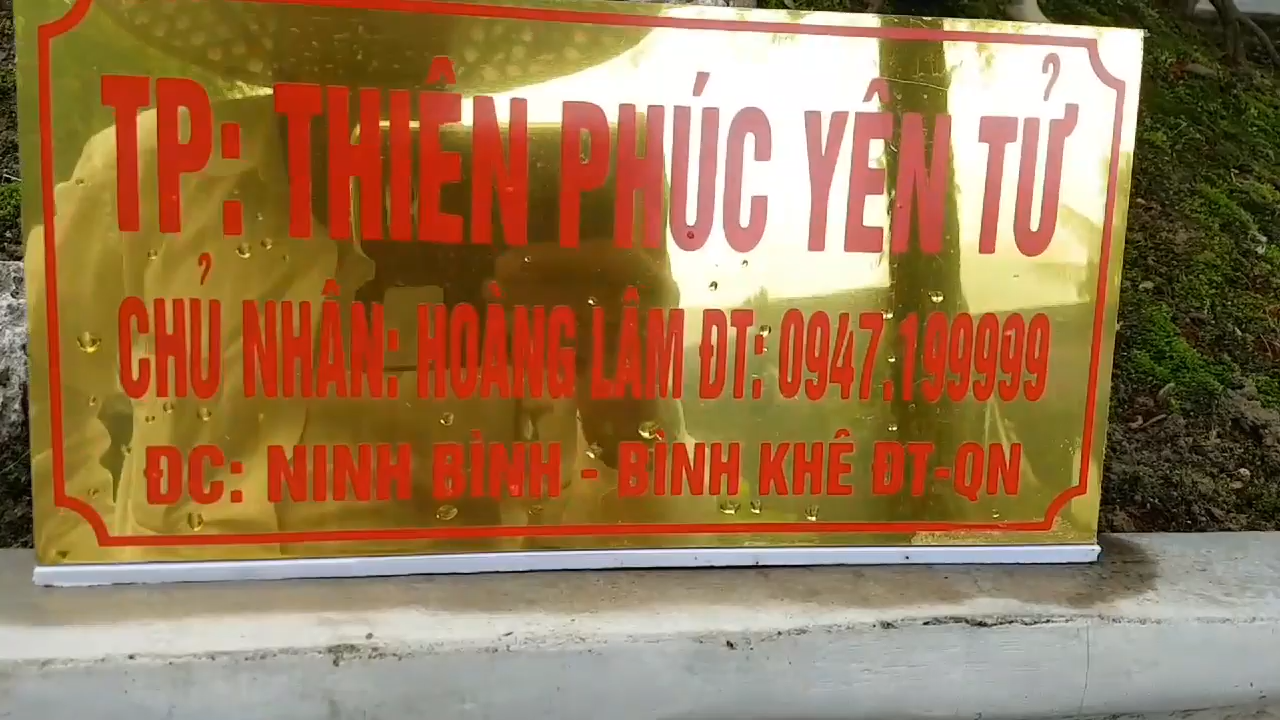 TP: THIÊN PHÚC YÊN TỬ
CHỦ NHÂN: HOÀNG LÂM ĐT: 0947.199999
ĐC: NINH BÌNH - BÌNH KHÊ ĐT-QN